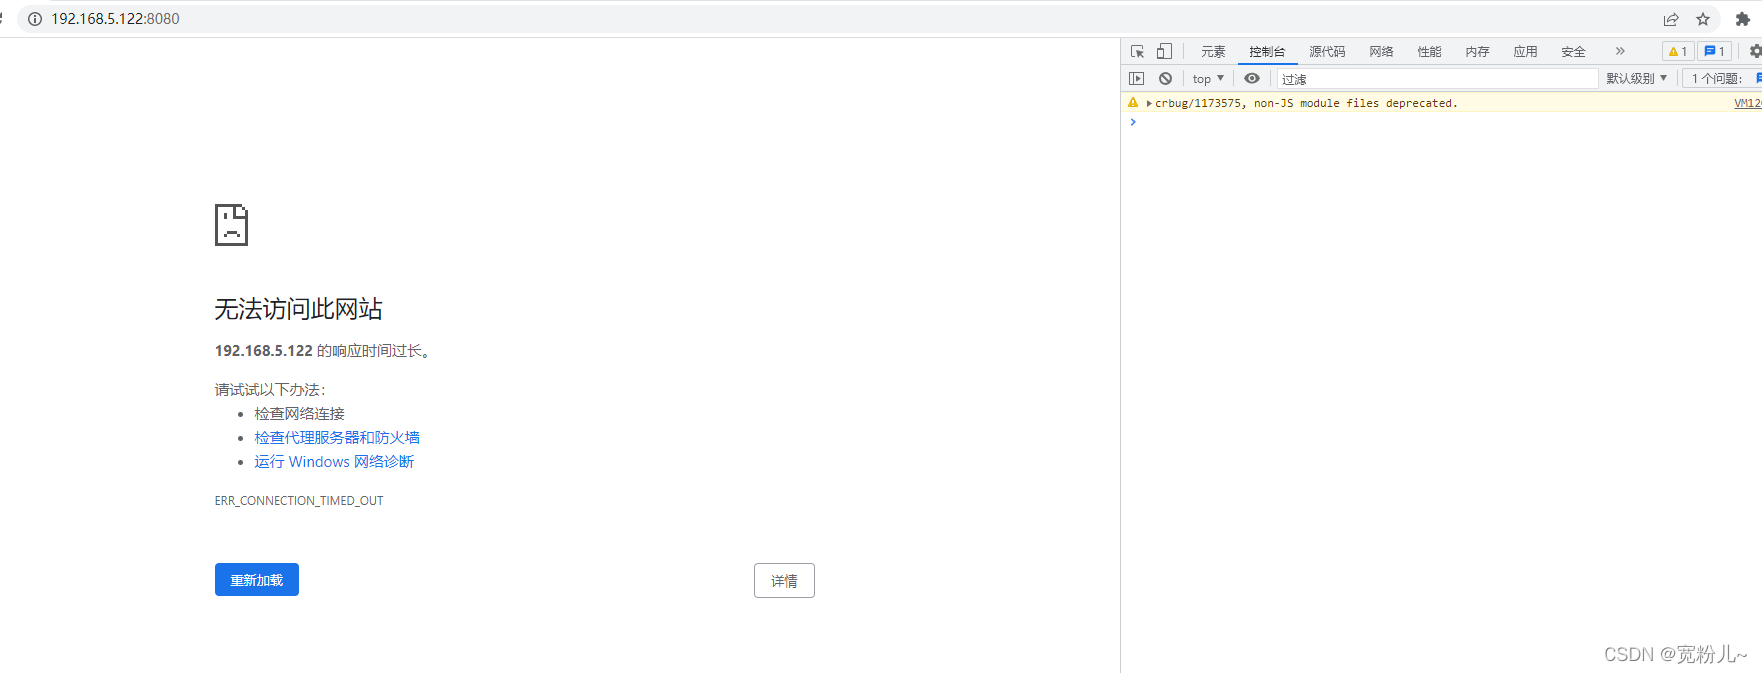 192.168.5.122:8080
元素 控制台 源代码 网络 性能 内存 应用 安全 » 1 1
top ▼ 过滤 默认级别 ▼ 1 个问题:
crbug/1173575, non-JS module files deprecated.
无法访问此网站
192.168.5.122 的响应时间过长。
请试试以下办法:
• 检查网络连接
• 检查代理服务器和防火墙
• 运行 Windows 网络诊断
ERR_CONNECTION_TIMED_OUT
重新加载 详情
CSDN @宽粉儿~